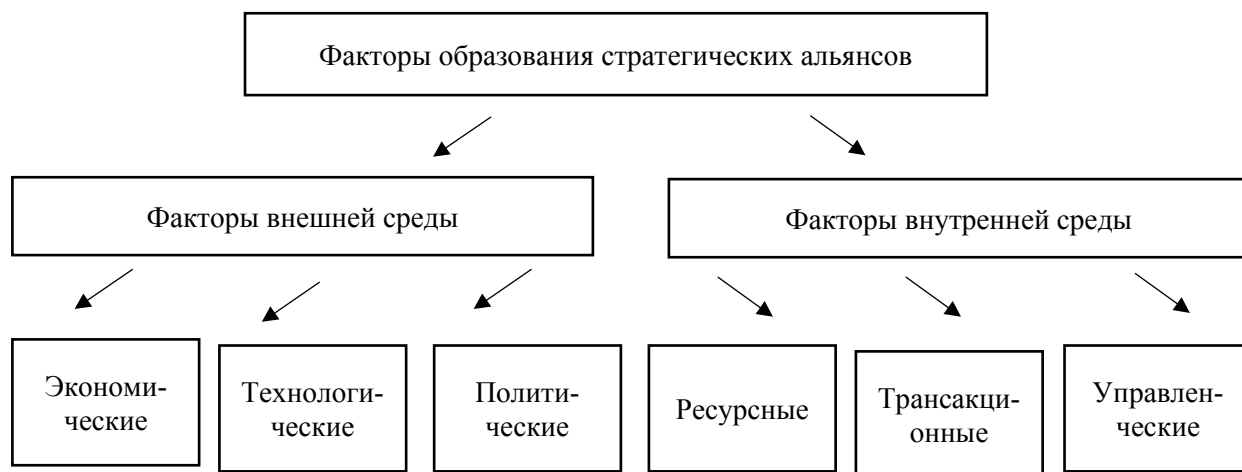 Факторы образования стратегических альянсов
Факторы внешней среды
Факторы внутренней среды
Экономи-
ческие
Технологи-
ческие
Полити-
ческие
Ресурсные
Трансакци-
онные
Управлен-
ческие